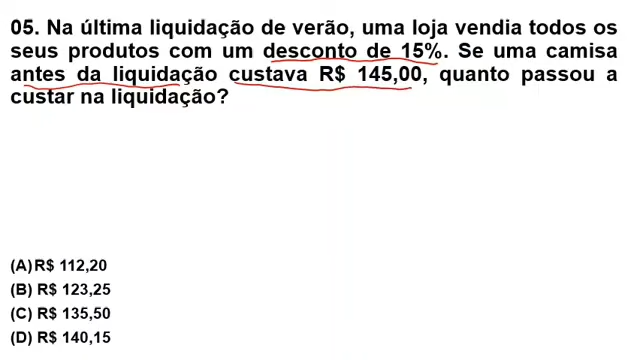 05. Na última liquidação de verão, uma loja vendia todos os
seus produtos com um desconto de 15%. Se uma camisa
antes da liquidação custava R$ 145,00, quanto passou a
custar na liquidação?
(A)R$ 112,20
(B) R$ 123,25
(C) R$ 135,50
(D) R$ 140,15